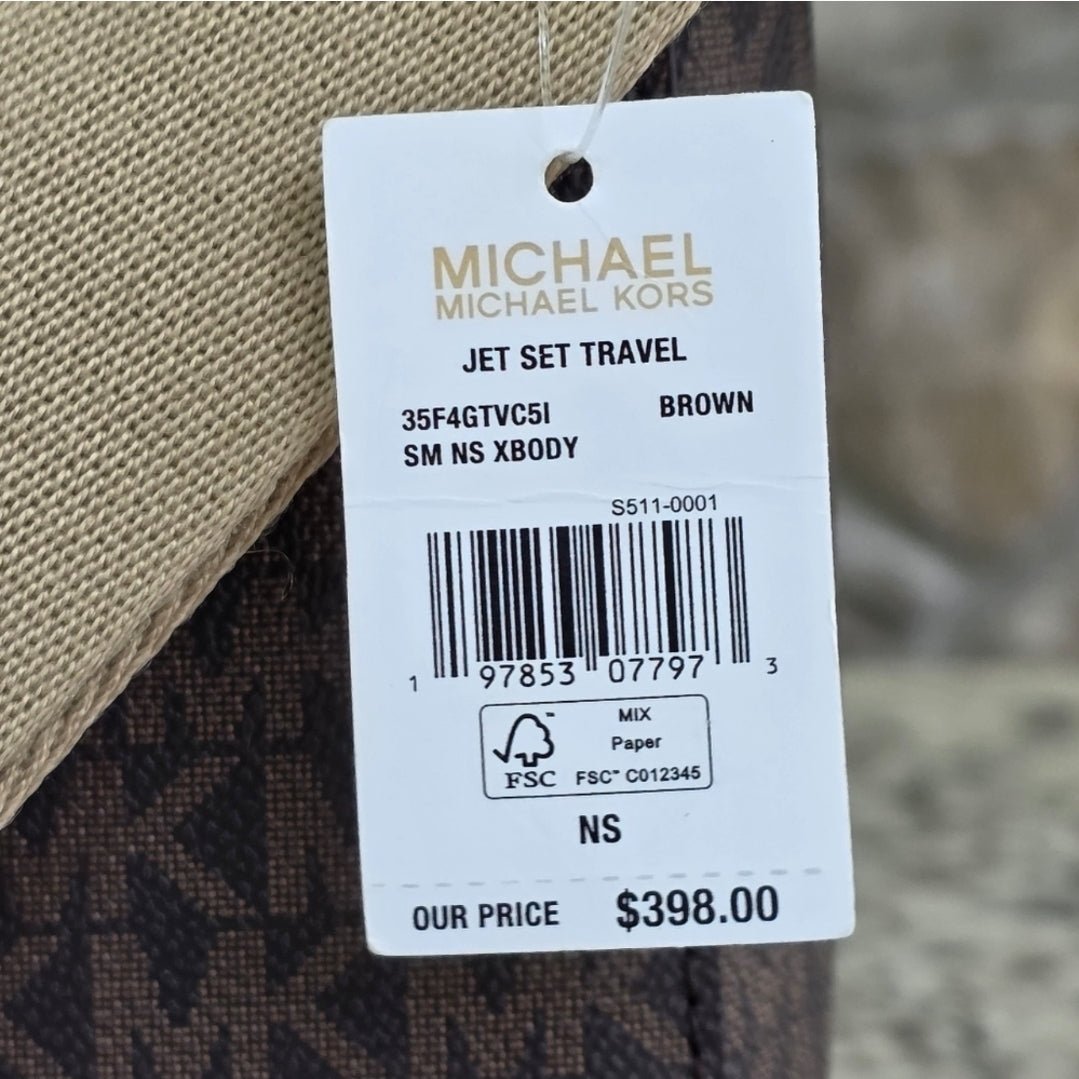 MICHAEL
MICHAEL KORS
JET SET TRAVEL
35F4GTVC5I BROWN
SM NS XBODY
S511-0001
1 97853 07797 3
MIX
Paper
FSC™ C012345
FSC
NS
OUR PRICE $398.00